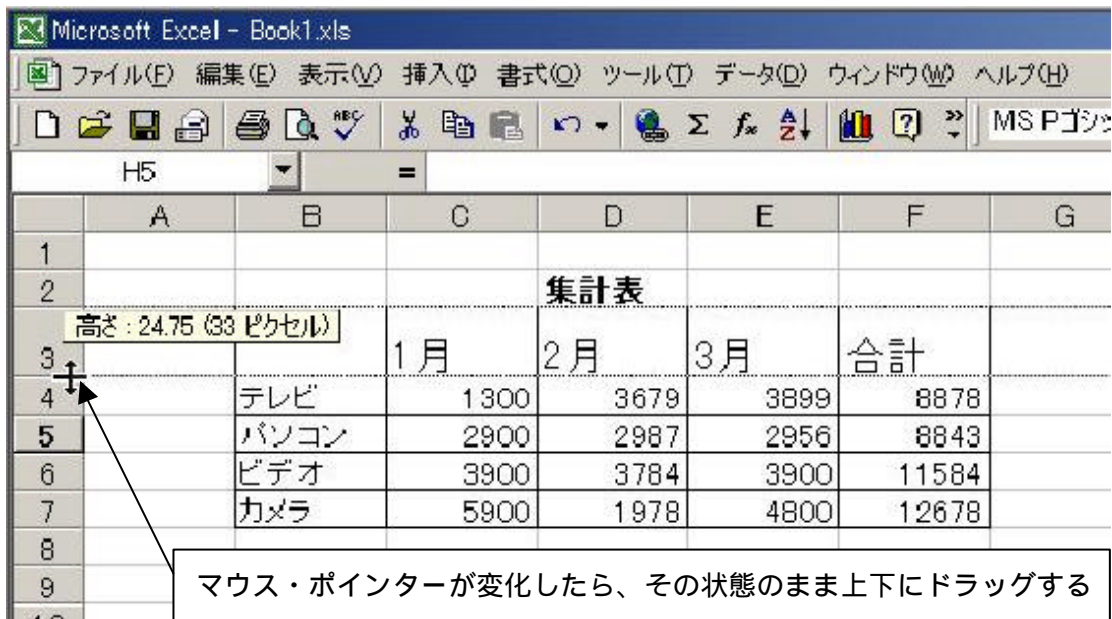 Microsoft Excel - Book1.xls
ファイル(F) 編集(E) 表示(V) 挿入(I) 書式(O) ツール(T) データ(D) ウィンドウ(W) ヘルプ(H)
ABC Σ fx A Z ? » MS Pゴシッ
H5 =
A B C D E F G
1
2 集計表
高さ : 24.75 (33 ピクセル)
3 1月 2月 3月 合計
4 テレビ 1300 3679 3899 8878
5 パソコン 2900 2987 2956 8843
6 ビデオ 3900 3784 3900 11584
7 カメラ 5900 1978 4800 12678
8
9 マウス・ポインターが変化したら、その状態のまま上下にドラッグする